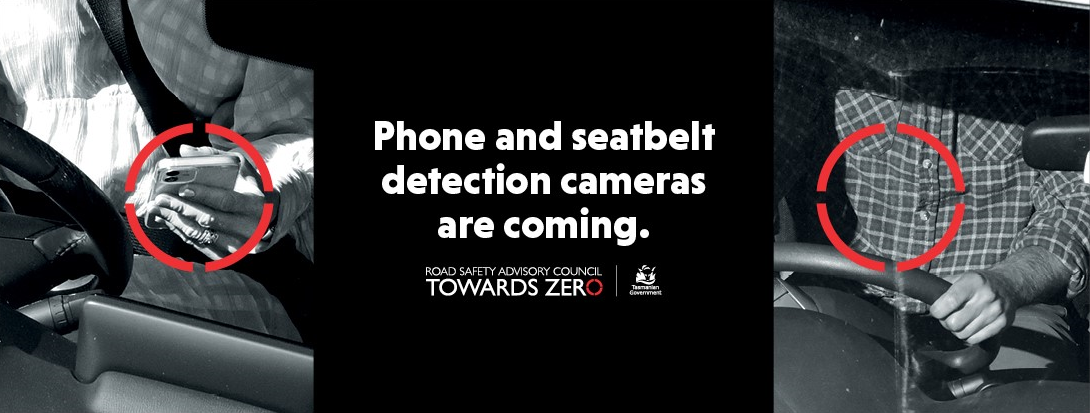 Phone and seatbelt
detection cameras
are coming.
ROAD SAFETY ADVISORY COUNCIL
TOWARDS ZERO
Tasmanian
Government